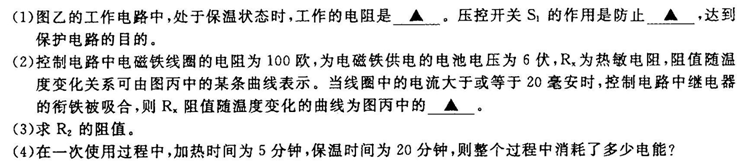 (1)图乙的工作电路中,处于保温状态时,工作的电阻是 ▲ 。压控开关 S₁ 的作用是防止 ▲ ,达到
保护电路的目的。
(2)控制电路中电磁铁线圈的电阻为 100 欧,为电磁铁供电的电池电压为 6 伏,Rₓ 为热敏电阻,阻值随温
度变化关系可由图丙中的某条曲线表示。当线圈中的电流大于或等于 20 毫安时,控制电路中继电器
的衔铁被吸合,则 Rₓ 阻值随温度变化的曲线为图丙中的 ▲ 。
(3)求 R₂ 的阻值。
(4)在一次使用过程中,加热时间为 5 分钟,保温时间为 20 分钟,则整个过程中消耗了多少电能?